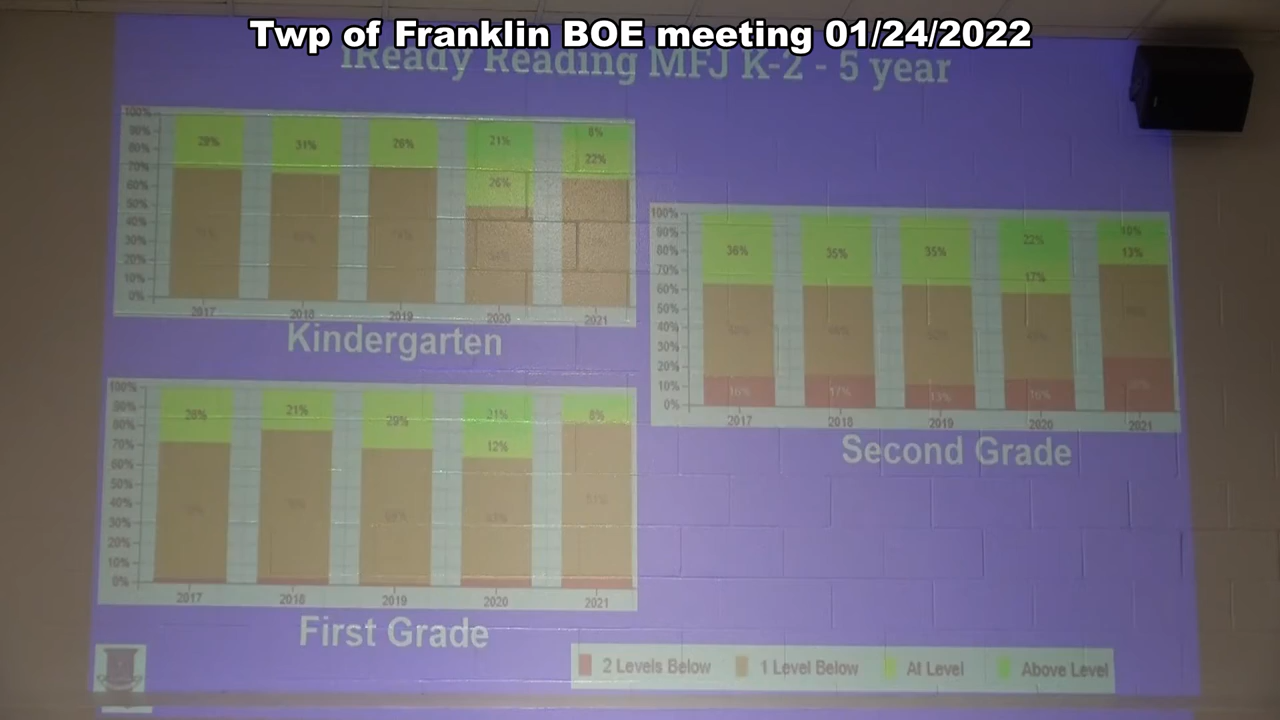 Twp of Franklin BOE meeting 01/24/2022
iReady Reading MFJ K-2 - 5 year
100%
90%
80%
70%
60%
50%
40%
30%
20%
10%
0%
29% 31% 21% 8%
26% 22%
2017 2018 2019 2020 2021
Kindergarten
100%
90%
80%
70%
60%
50%
40%
30%
20%
10%
0%
36% 35% 35% 22% 10%
17% 13%
16% 17% 13% 16%
2017 2018 2019 2020 2021
Second Grade
100%
90%
80%
70%
60%
50%
40%
30%
20%
10%
0%
28% 21% 29% 21% 8%
12%
2017 2018 2019 2020 2021
First Grade
2 Levels Below 1 Level Below At Level Above Level